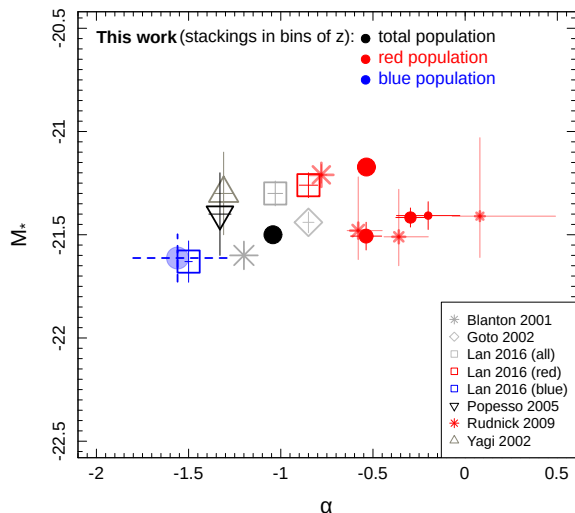 This work (stackings in bins of z)
total population
red population
blue population
-20.5
-21
-21.5
-22
-22.5
M*
Blanton 2001
Goto 2002
Lan 2016 (all)
Lan 2016 (red)
Lan 2016 (blue)
Popesso 2005
Rudnick 2009
Yagi 2002
-2 -1.5 -1 -0.5 0 0.5
α